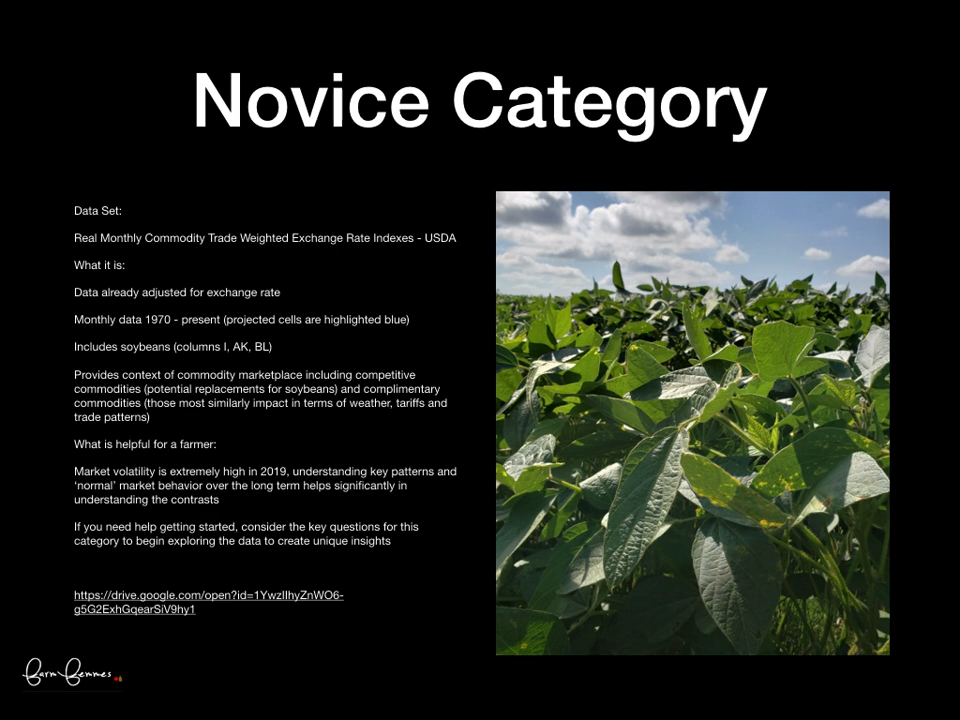 Novice Category
Data Set:
Real Monthly Commodity Trade Weighted Exchange Rate Indexes - USDA
What it is:
Data already adjusted for exchange rate
Monthly data 1970 - present (projected cells are highlighted blue)
Includes soybeans (columns I, AK, BL)
Provides context of commodity marketplace including competitive
commodities (potential replacements for soybeans) and complimentary
commodities (those most similarly impact in terms of weather, tariffs and
trade patterns)
What is helpful for a farmer:
Market volatility is extremely high in 2019, understanding key patterns and
‘normal’ market behavior over the long term helps significantly in
understanding the contrasts
If you need help getting started, consider the key questions for this
category to begin exploring the data to create unique insights
https://drive.google.com/open?id=1YwzIIhyZnWO6-
g5G2ExhGqearSiV9hy1
Farm Femmes